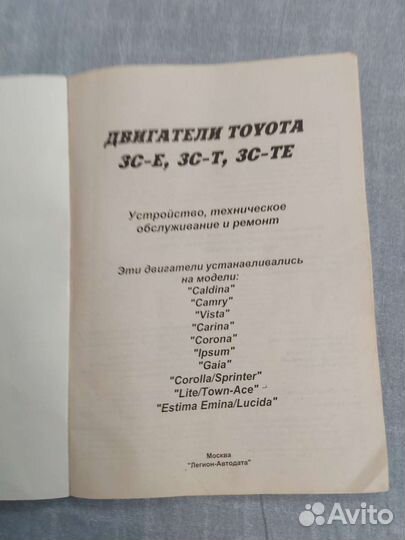 ДВИГАТЕЛИ TOYOTA
3C-E, 3C-T, 3C-TE
Устройство, техническое
обслуживание и ремонт
Эти двигатели устанавливались
на модели:
"Caldina"
"Camry"
"Vista"
"Carina"
"Corona"
"Ipsum"
"Gaia"
"Corolla/Sprinter"
"Lite/Town-Ace"
"Estima Emina/Lucida"
Москва
"Легион-Автодата"
Avito